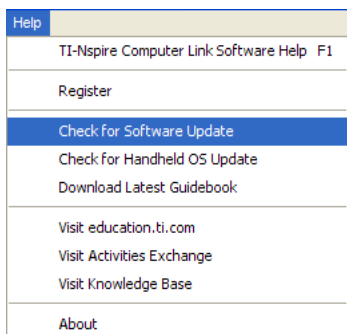 Help
TI-Nspire Computer Link Software Help F1
Register
Check for Software Update
Check for Handheld OS Update
Download Latest Guidebook
Visit education.ti.com
Visit Activities Exchange
Visit Knowledge Base
About